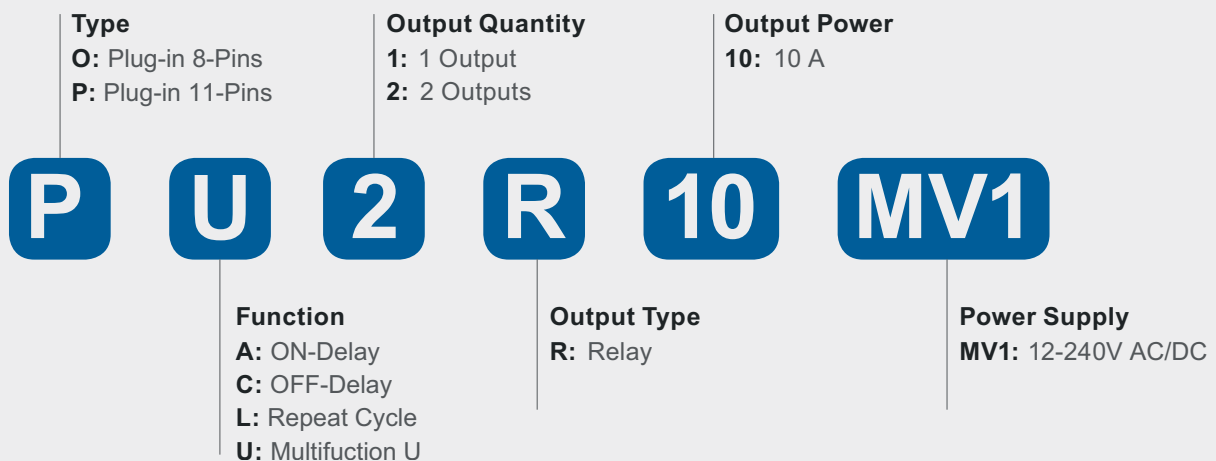 Type
O: Plug-in 8-Pins
P: Plug-in 11-Pins
Output Quantity
1: 1 Output
2: 2 Outputs
Output Power
10: 10 A
P U 2 R 10 MV1
Function
A: ON-Delay
C: OFF-Delay
L: Repeat Cycle
U: Multifuction U
Output Type
R: Relay
Power Supply
MV1: 12-240V AC/DC